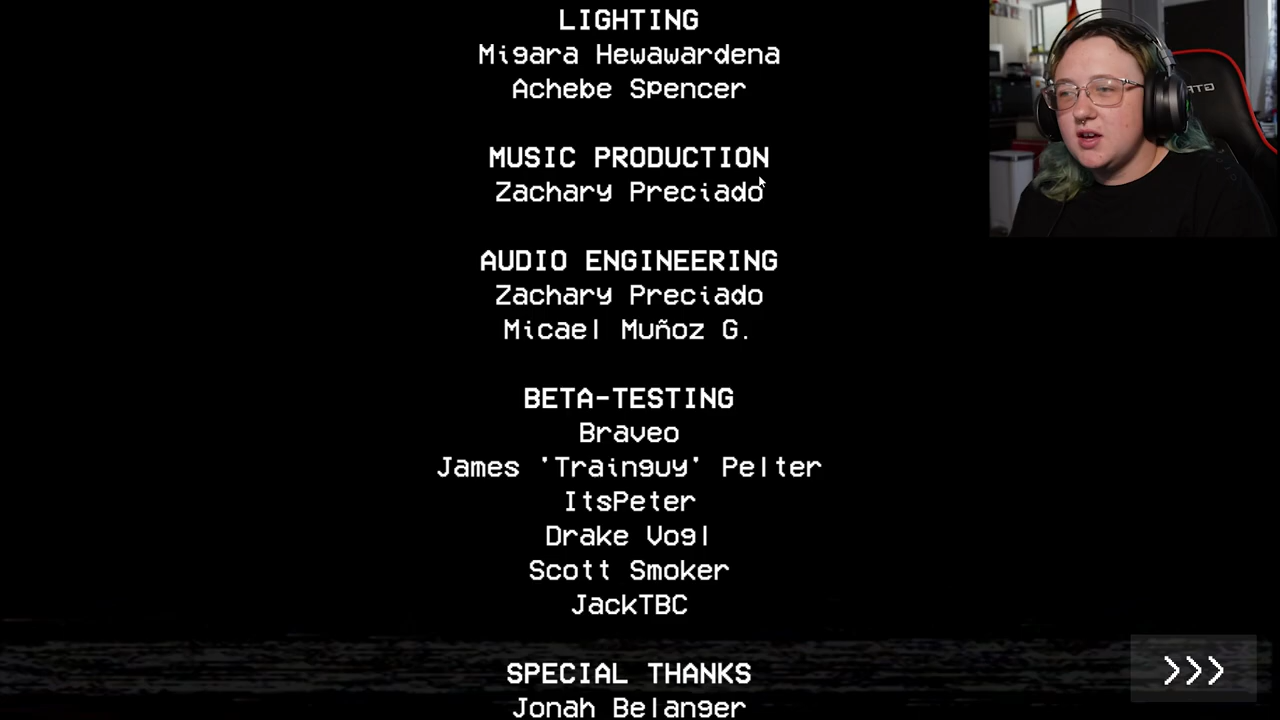 LIGHTING
Migara Hewawardena
Achebe Spencer
MUSIC PRODUCTION
Zachary Preciado
AUDIO ENGINEERING
Zachary Preciado
Micael Muñoz G.
BETA-TESTING
Braveo
James 'Trainguy' Pelter
ItsPeter
Drake Vogl
Scott Smoker
JackTBC
SPECIAL THANKS
Jonah Belanger
>>>